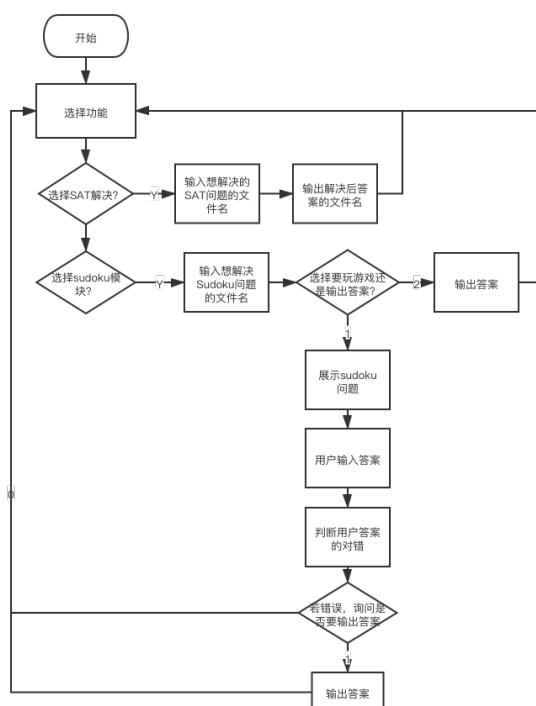 开始
选择功能
选择SAT解决?
Y
输入想解决的
SAT问题的文
件名
输出解决后答
案的文件名
选择sudoku模
块?
Y
输入想解决
Sudoku问题
的文件名
选择要玩游戏还
是输出答案?
2
输出答案
1
展示sudoku
问题
用户输入答案
0
判断用户答案
的对错
若错误，询问是
否要输出答案
1
输出答案